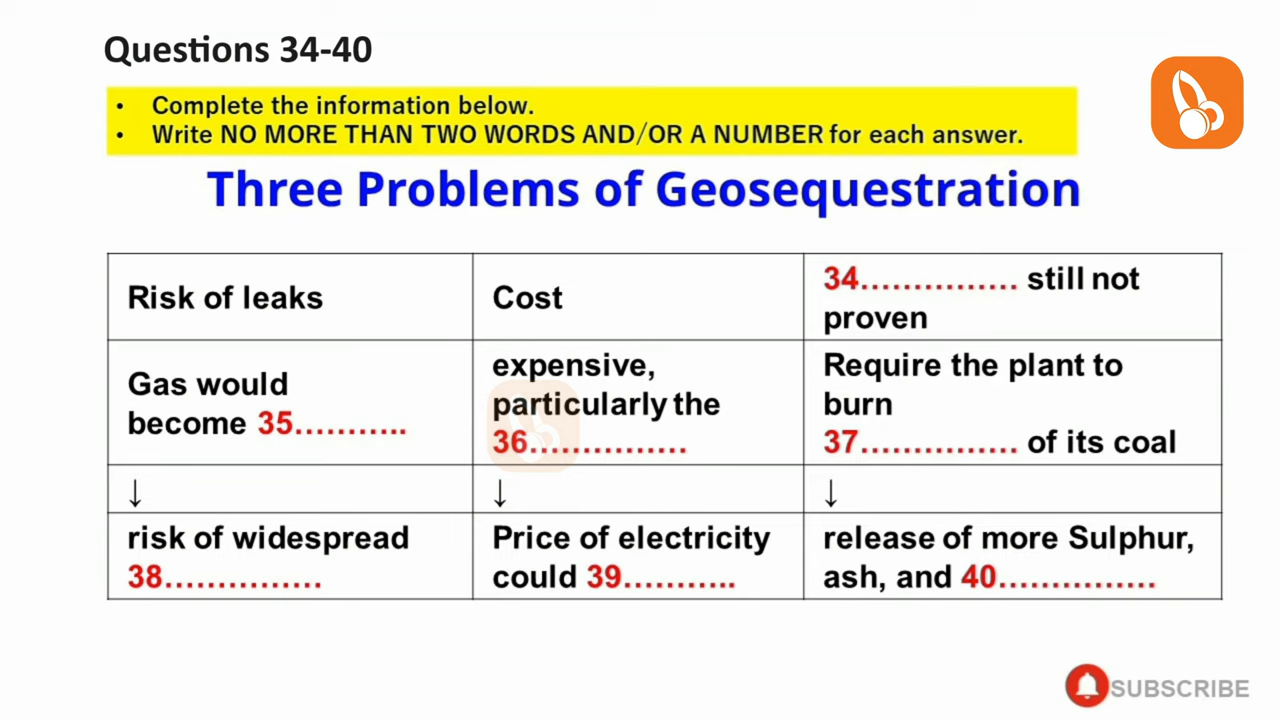 Questions 34-40
• Complete the information below.
• Write NO MORE THAN TWO WORDS AND/OR A NUMBER for each answer.
Three Problems of Geosequestration
Risk of leaks
Cost
34…………… still not
proven
Gas would
become 35………..
expensive,
particularly the
36……………
Require the plant to
burn
37…………… of its coal
↓
↓
↓
risk of widespread
38……………
Price of electricity
could 39………..
release of more Sulphur,
ash, and 40……………
SUBSCRIBE